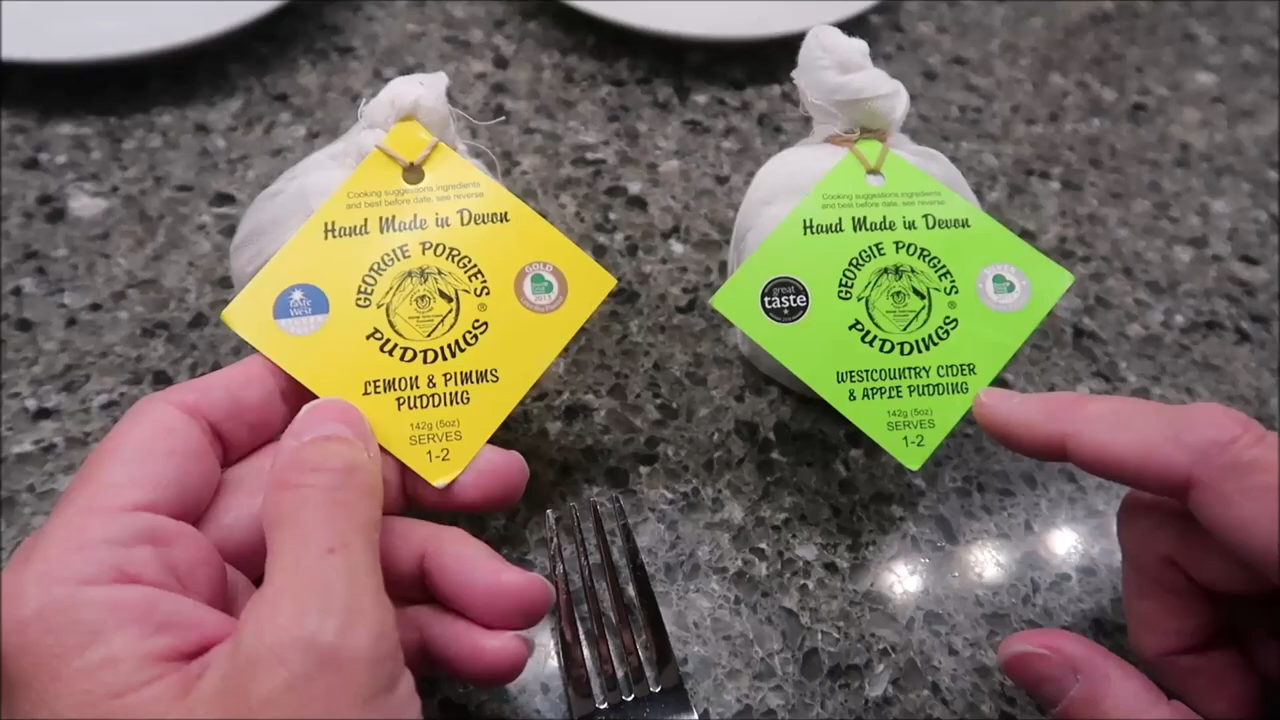 Cooking suggestions,ingredients
and best before date, see reverse
Hand Made in Devon
GEORGIE PORGIE'S
PUDDINGS ®
taste
West
GOLD
2013
LEMON & PIMMS
PUDDING
142g (5oz)
SERVES
1-2
Cooking suggestions,ingredients
and best before date, see reverse
Hand Made in Devon
GEORGIE PORGIE'S
PUDDINGS ®
great
taste
WESTCOUNTRY CIDER
& APPLE PUDDING
142g (5oz)
SERVES
1-2